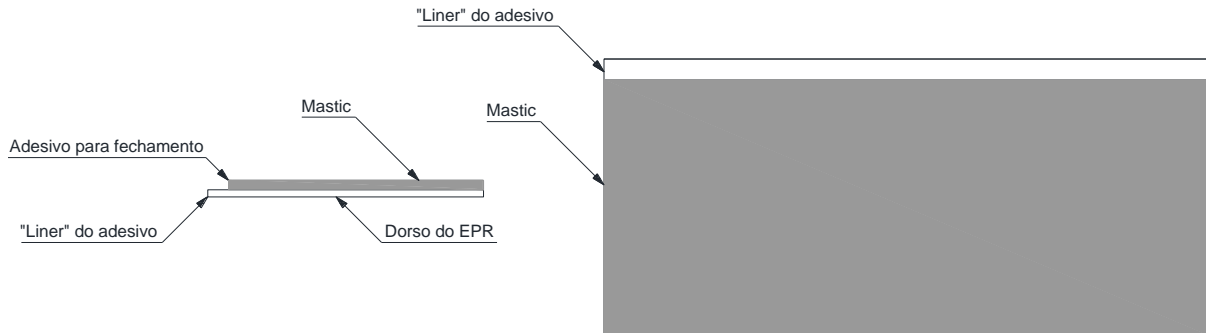 "Liner" do adesivo
Mastic
Mastic
Adesivo para fechamento
"Liner" do adesivo
Dorso do EPR